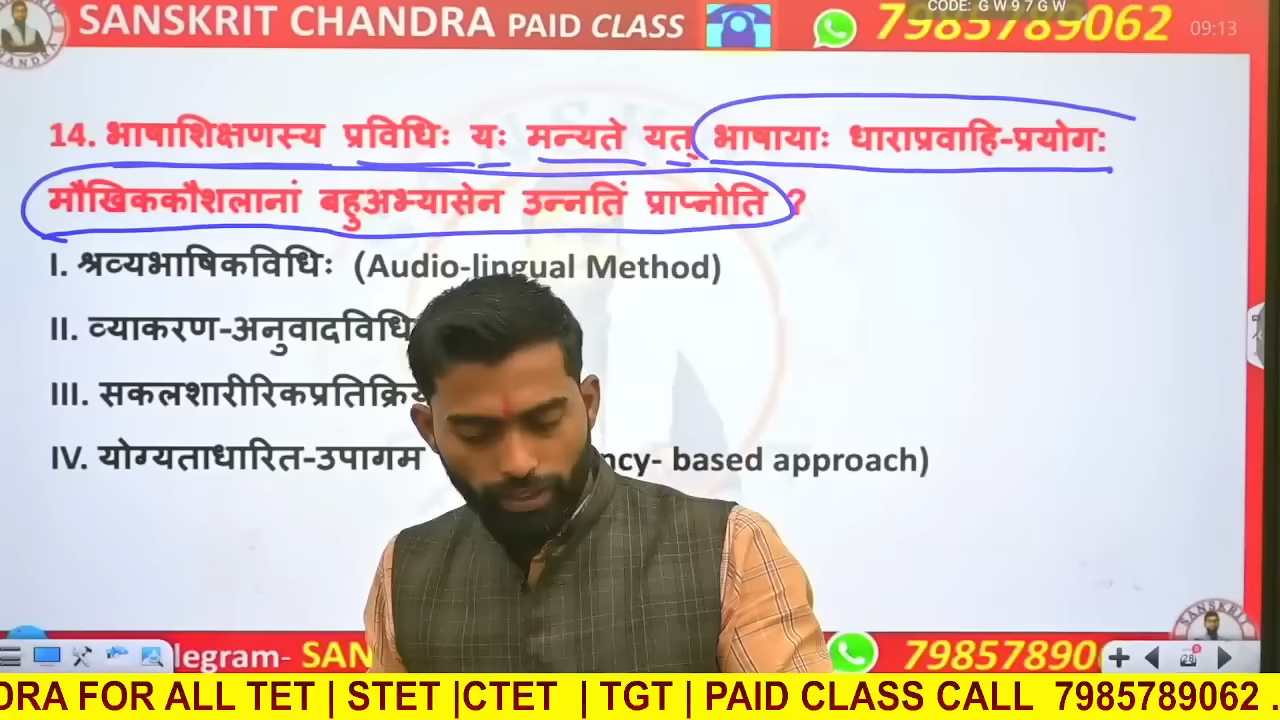 SANSKRIT CHANDRA PAID CLASS 7985789062
CODE: G W 9 7 G W
09:13
14. भाषाशिक्षणस्य प्रविधिः यः मन्यते यत् भाषायाः धाराप्रवाहि-प्रयोग:
मौखिककौशलानां बहुअभ्यासेन उन्नतिं प्राप्नोति ?
I. श्रव्यभाषिकविधिः (Audio-lingual Method)
II. व्याकरण-अनुवादविधि
III. सकलशारीरिकप्रतिक्रिय
IV. योग्यताधारित-उपागम ncy- based approach)
legram- SAN 79857890
28
DRA FOR ALL TET | STET |CTET | TGT | PAID CLASS CALL 7985789062 .